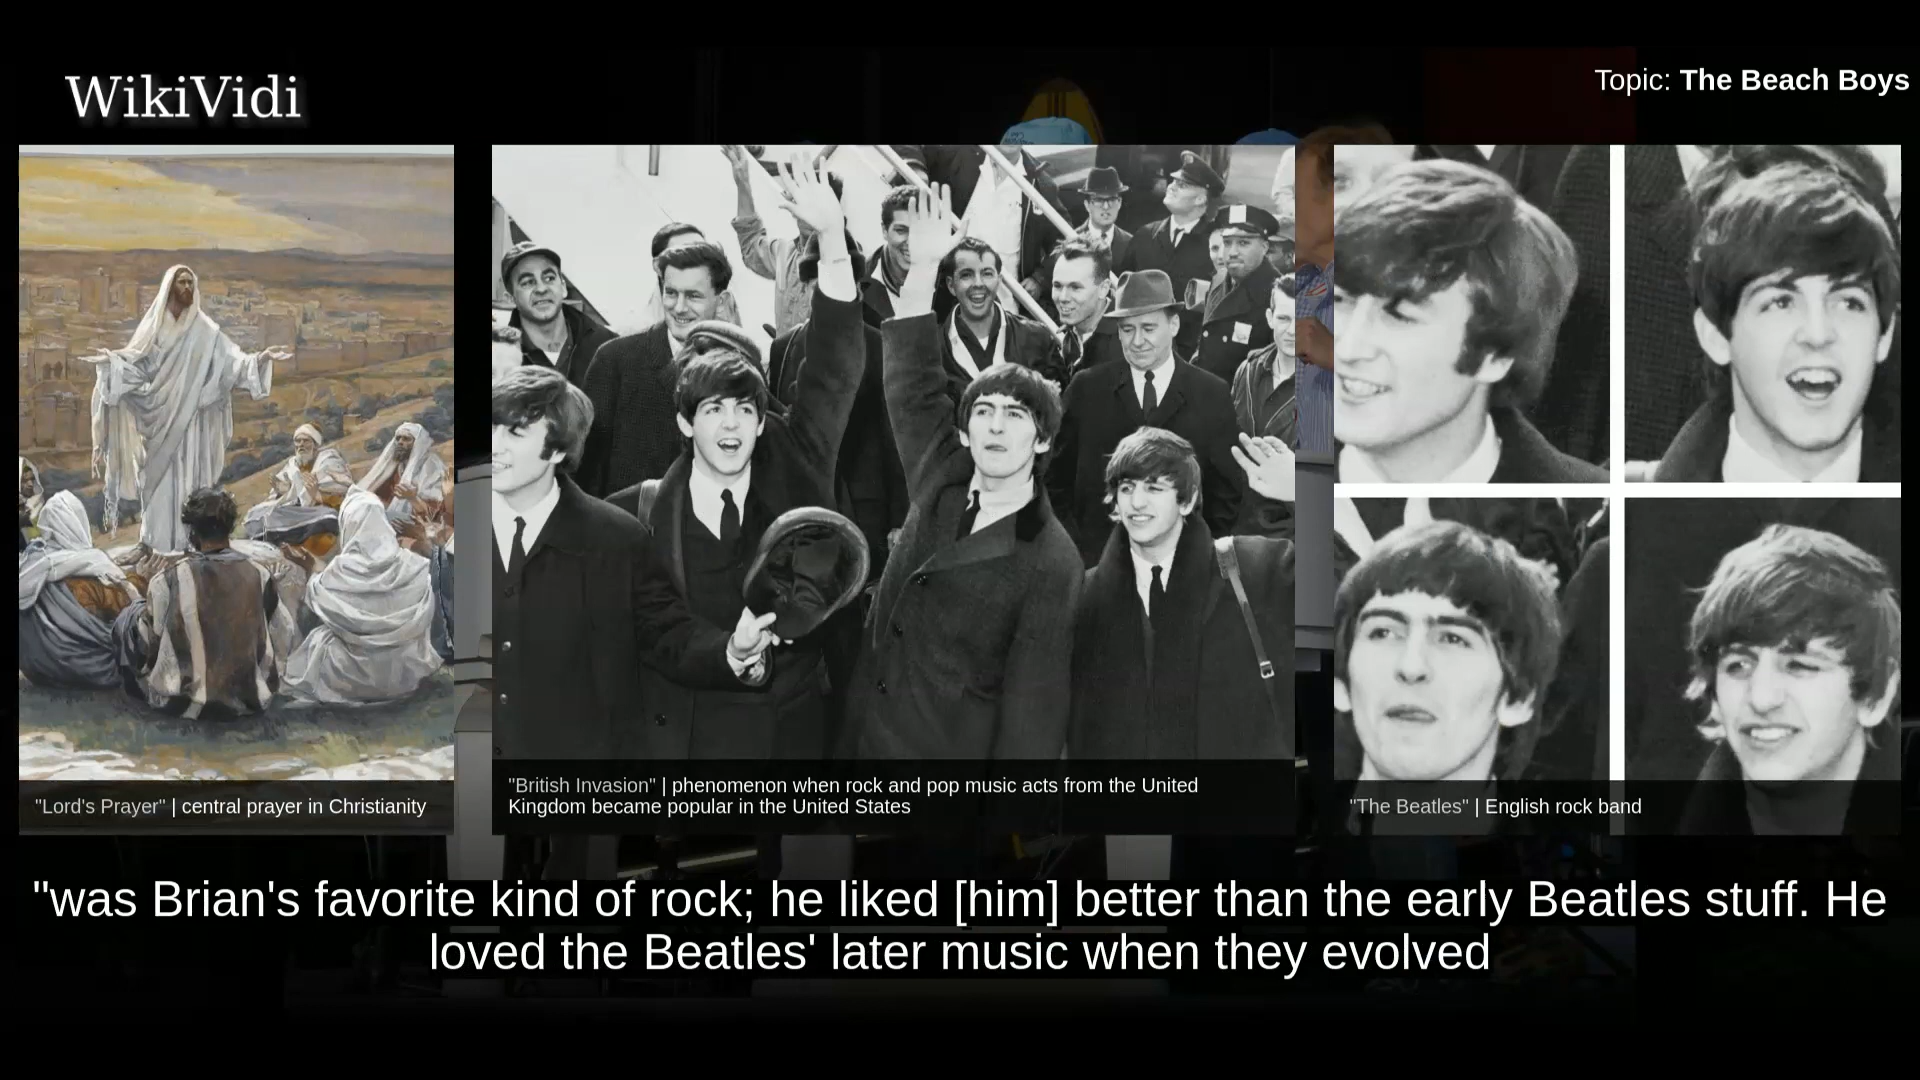 WikiVidi
Topic: The Beach Boys
"Lord's Prayer" | central prayer in Christianity
"British Invasion" | phenomenon when rock and pop music acts from the United
Kingdom became popular in the United States
"The Beatles" | English rock band
"was Brian's favorite kind of rock; he liked [him] better than the early Beatles stuff. He
loved the Beatles' later music when they evolved